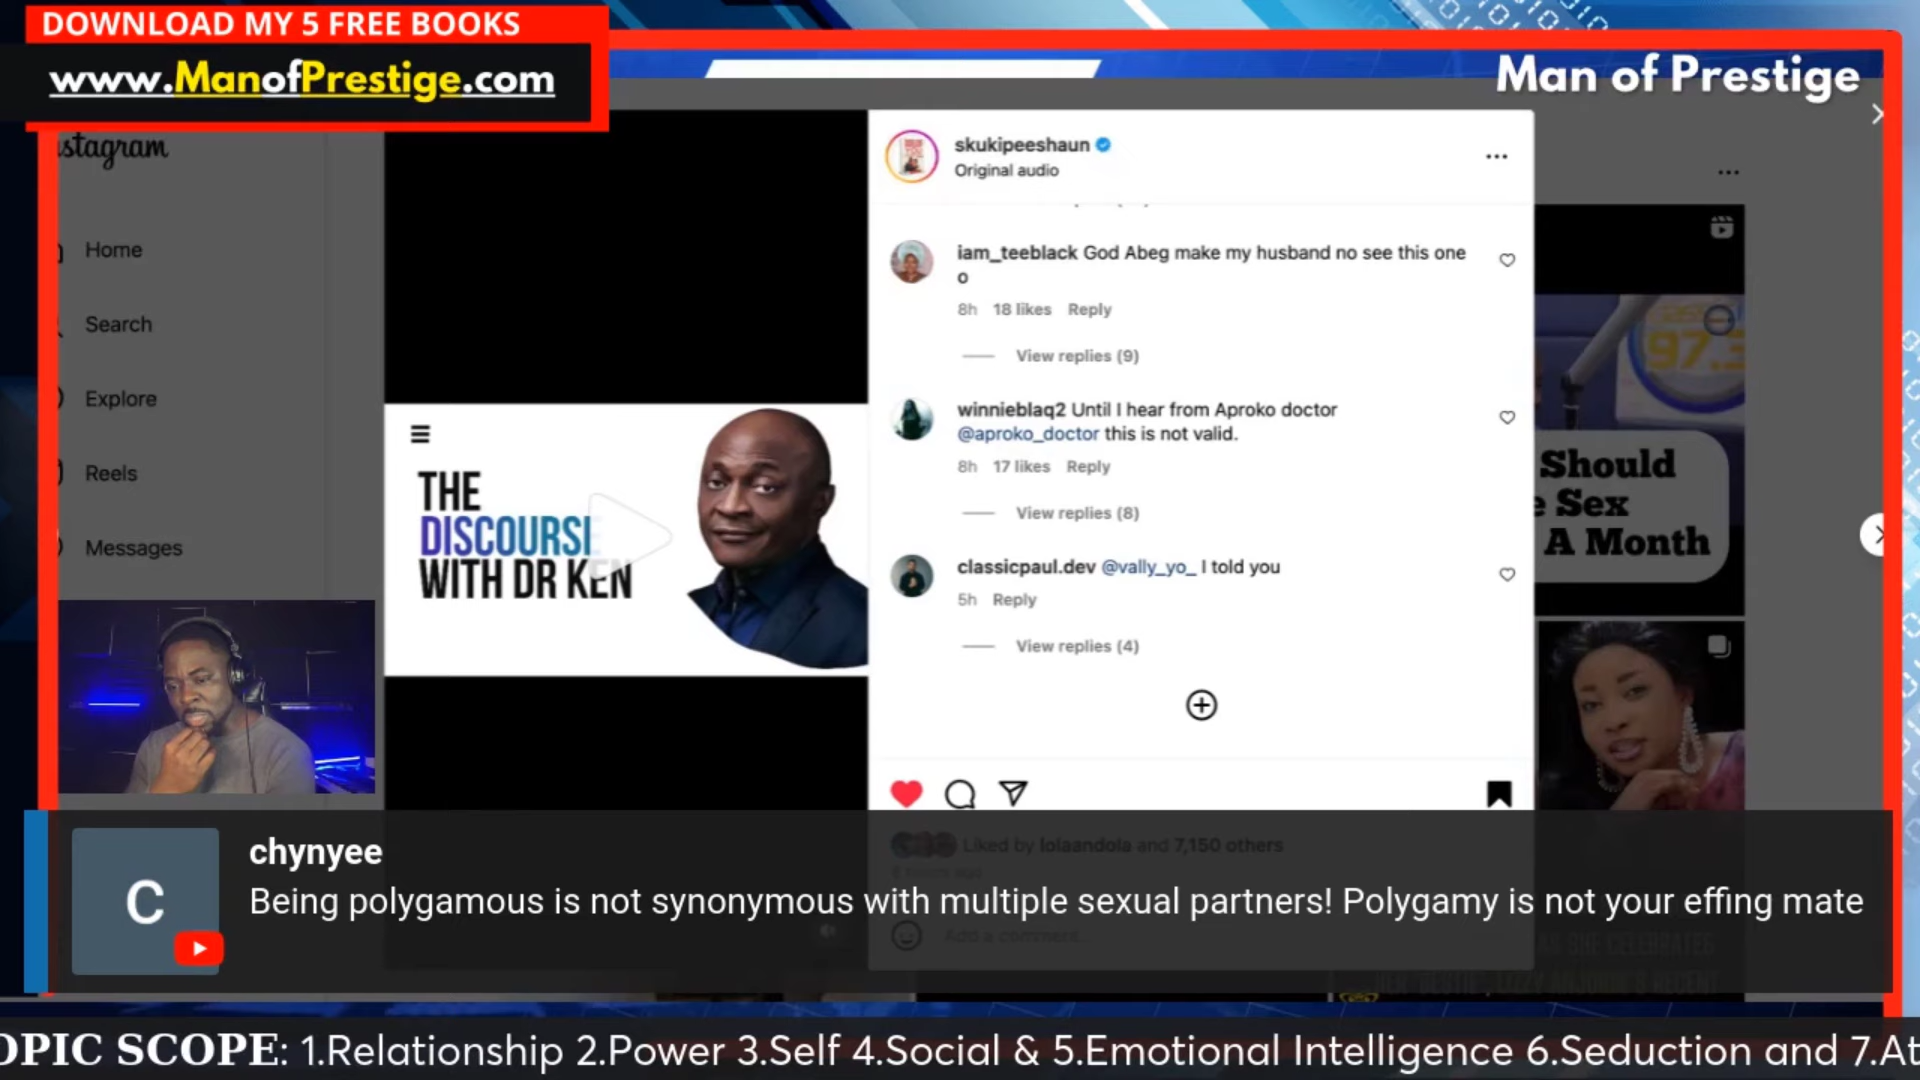 DOWNLOAD MY 5 FREE BOOKS
www.ManofPrestige.com
Man of Prestige
stagram
Home
Search
Explore
Reels
Messages
THE
DISCOURSE
WITH DR KEN
skukipeeshaun
Original audio
iam_teeblack God Abeg make my husband no see this one
o
8h 18 likes Reply
View replies (9)
winnieblaq2 Until I hear from Aproko doctor
@aproko_doctor this is not valid.
8h 17 likes Reply
View replies (8)
classicpaul.dev @vally_yo_ I told you
5h Reply
View replies (4)
Liked by lolaandola and 7,150 others
Add a comment...
97.3
Should
Sex
A Month
C
chynyee
Being polygamous is not synonymous with multiple sexual partners! Polygamy is not your effing mate
OPIC SCOPE: 1.Relationship 2.Power 3.Self 4.Social & 5.Emotional Intelligence 6.Seduction and 7.At